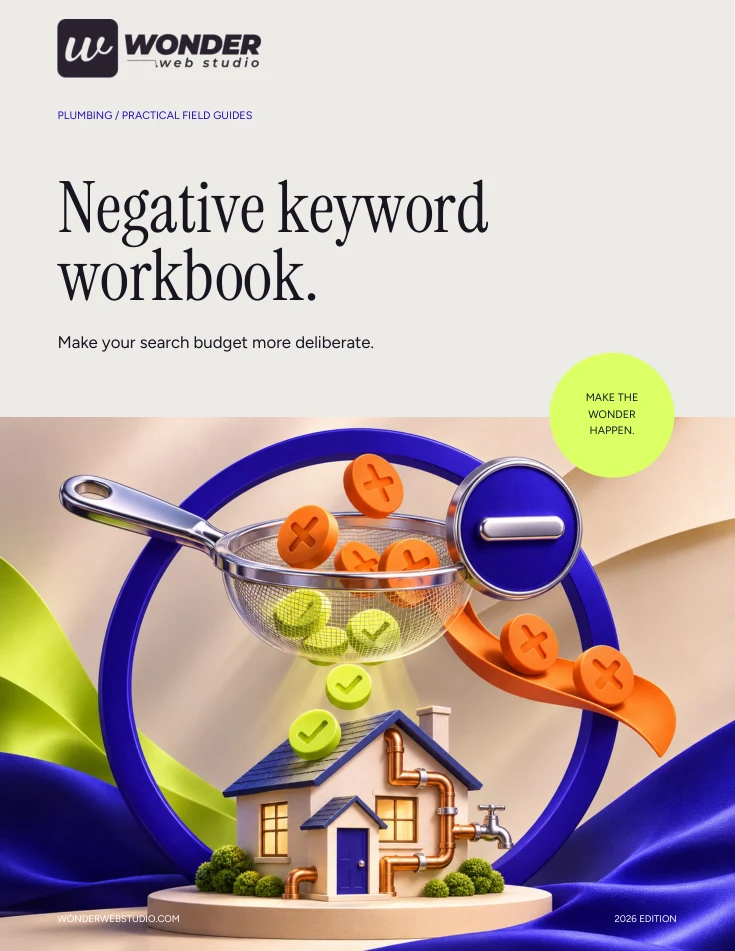 w WONDER
web studio
PLUMBING / PRACTICAL FIELD GUIDES
Negative keyword
workbook.
Make your search budget more deliberate.
MAKE THE
WONDER
HAPPEN.
WONDERWEBSTUDIO.COM
2026 EDITION